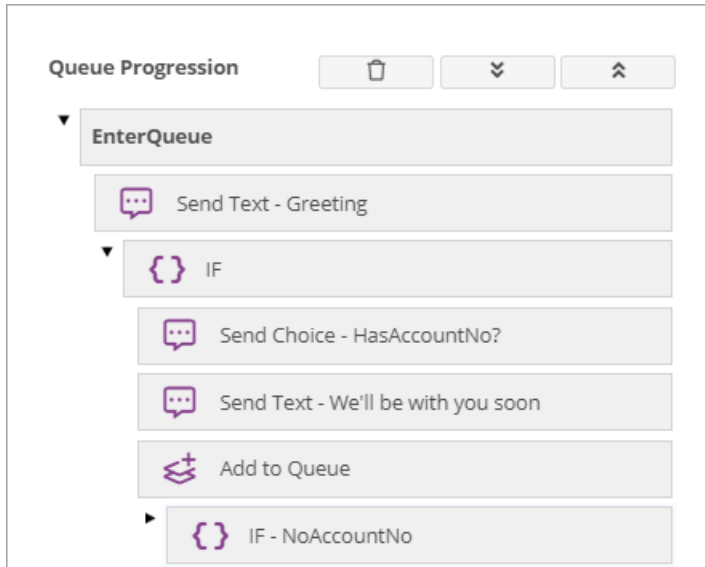 Queue Progression
EnterQueue
Send Text - Greeting
IF
Send Choice - HasAccountNo?
Send Text - We'll be with you soon
Add to Queue
IF - NoAccountNo